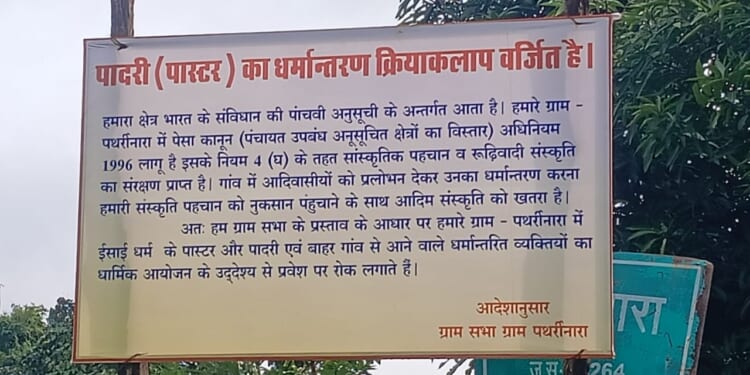 पादरी (पास्टर) का धर्मान्तरण क्रियाकलाप वर्जित है।
हमारा क्षेत्र भारत के संविधान की पांचवी अनुसूची के अन्तर्गत आता है। हमारे ग्राम -
पथर्रीनारा में पेसा कानून (पंचायत उपबंध अनुसूचित क्षेत्रों का विस्तार) अधिनियम
1996 लागू है इसके नियम 4 (घ) के तहत सांस्कृतिक पहचान व रूढ़िवादी संस्कृति
का संरक्षण प्राप्त है। गांव में आदिवासीयों को प्रलोभन देकर उनका धर्मान्तरण करना
हमारी संस्कृति पहचान को नुकसान पंहुचाने के साथ आदिम संस्कृति को खतरा है।
अतः हम ग्राम सभा के प्रस्ताव के आधार पर हमारे ग्राम - पथर्रीनारा में
ईसाई धर्म के पास्टर और पादरी एवं बाहर गांव से आने वाले धर्मान्तरित व्यक्तियों का
धार्मिक आयोजन के उद्देश्य से प्रवेश पर रोक लगाते हैं।
आदेशानुसार
ग्राम सभा ग्राम पथर्रीनारा
नारा
264